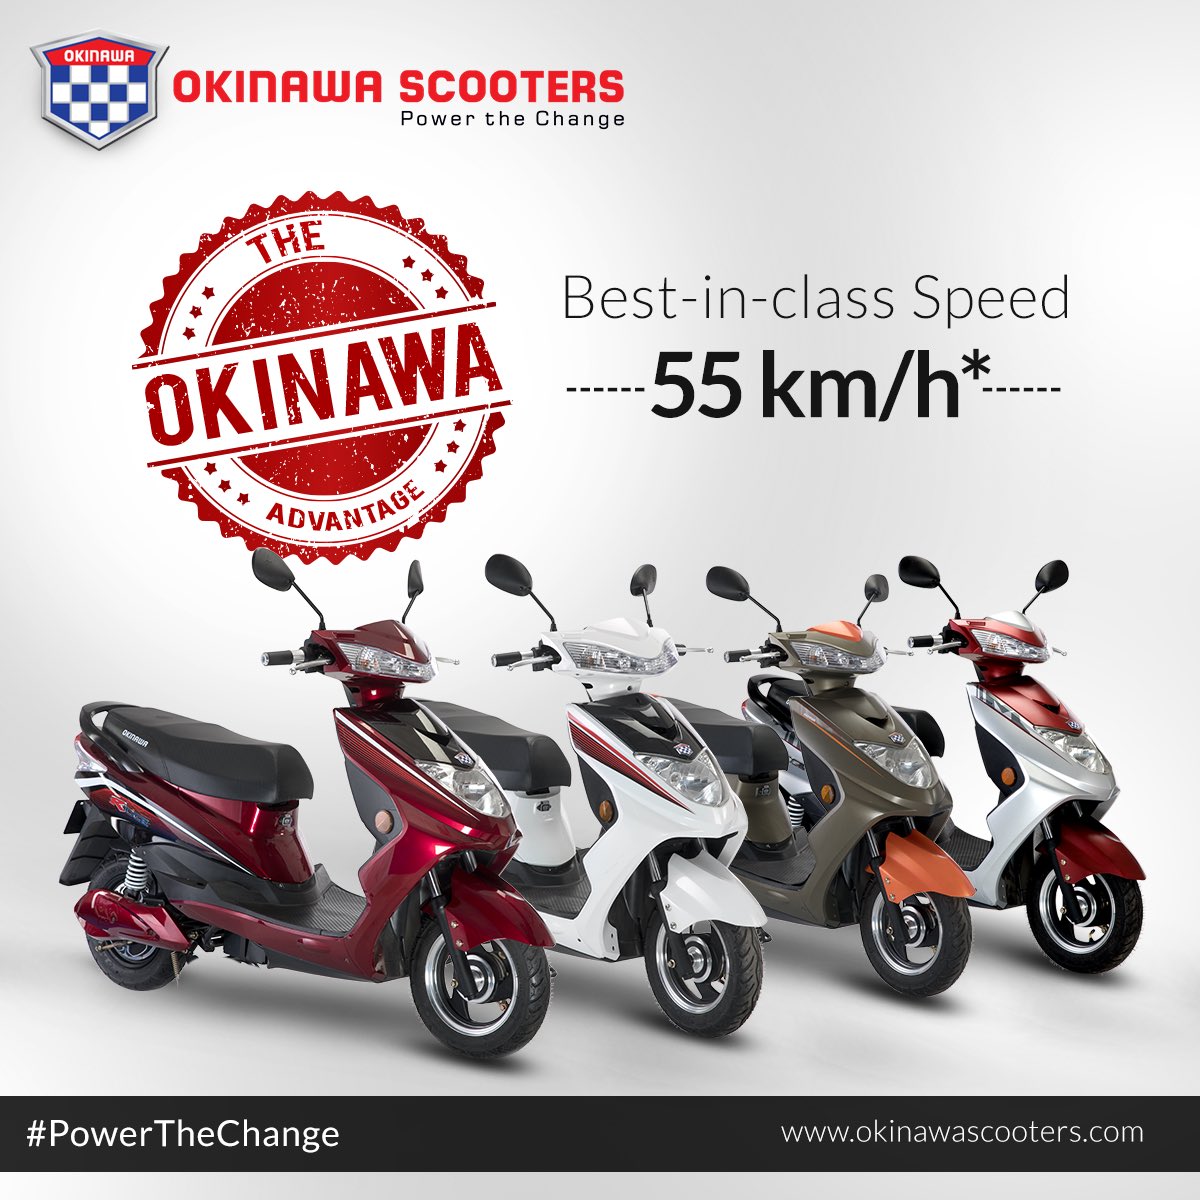 OKINAWA
OKINAWA SCOOTERS
Power the Change
THE
OKINAWA
ADVANTAGE
Best-in-class Speed
55 km/h*
OKINAWA
#PowerTheChange
www.okinawascooters.com